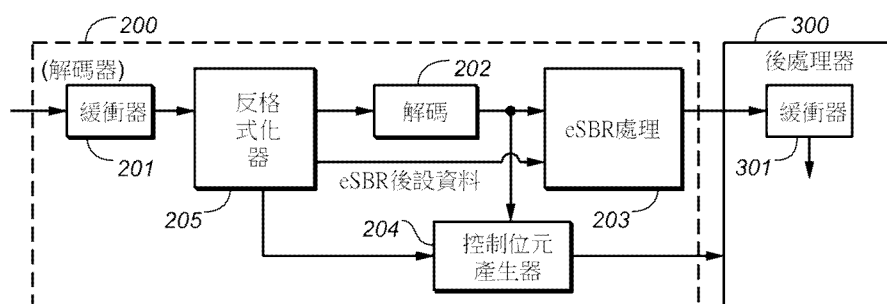 200
300
(解碼器)
後處理器
202
緩衝器
201
反格
式化
器
205
解碼
eSBR處理
203
緩衝器
301
eSBR後設資料
204
控制位元
產生器